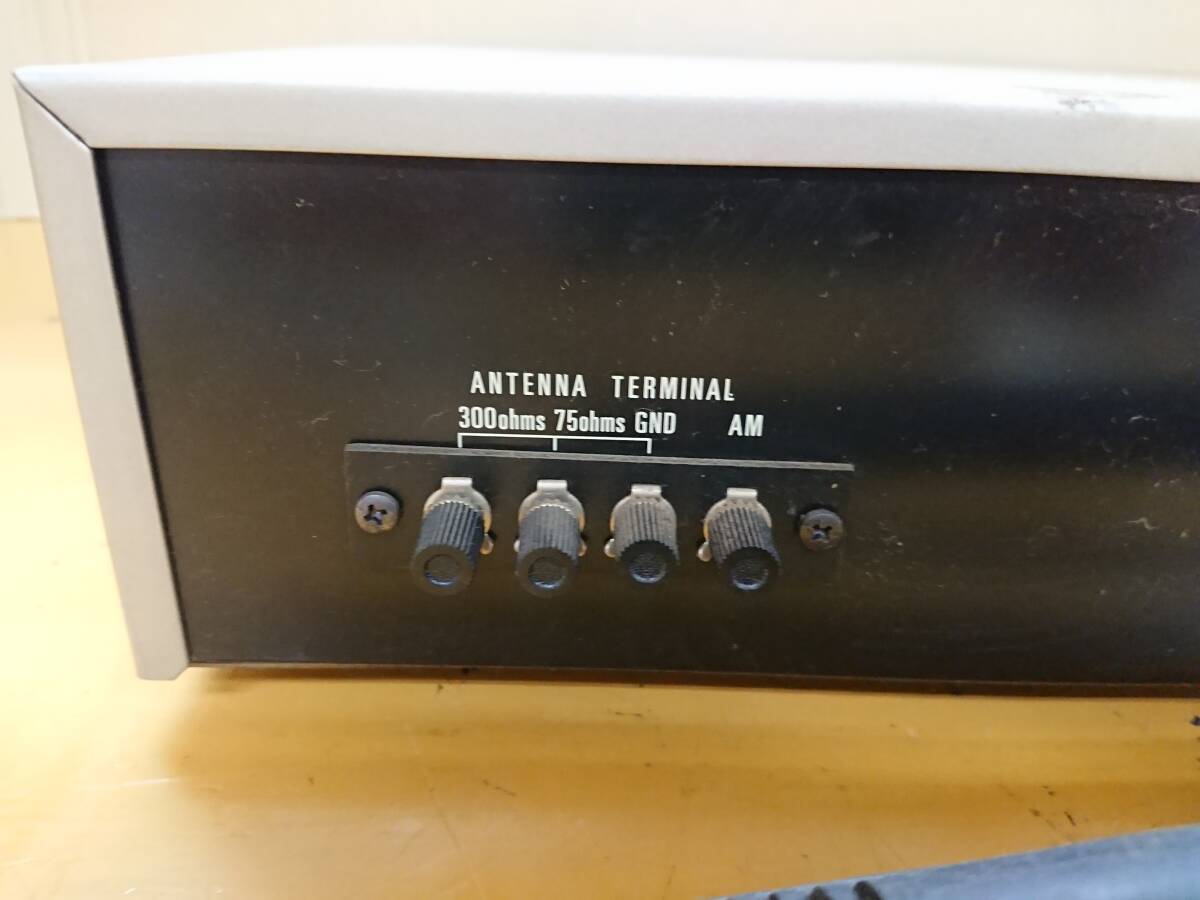 ANTENNA TERMINAL
300ohms 75ohms GND AM